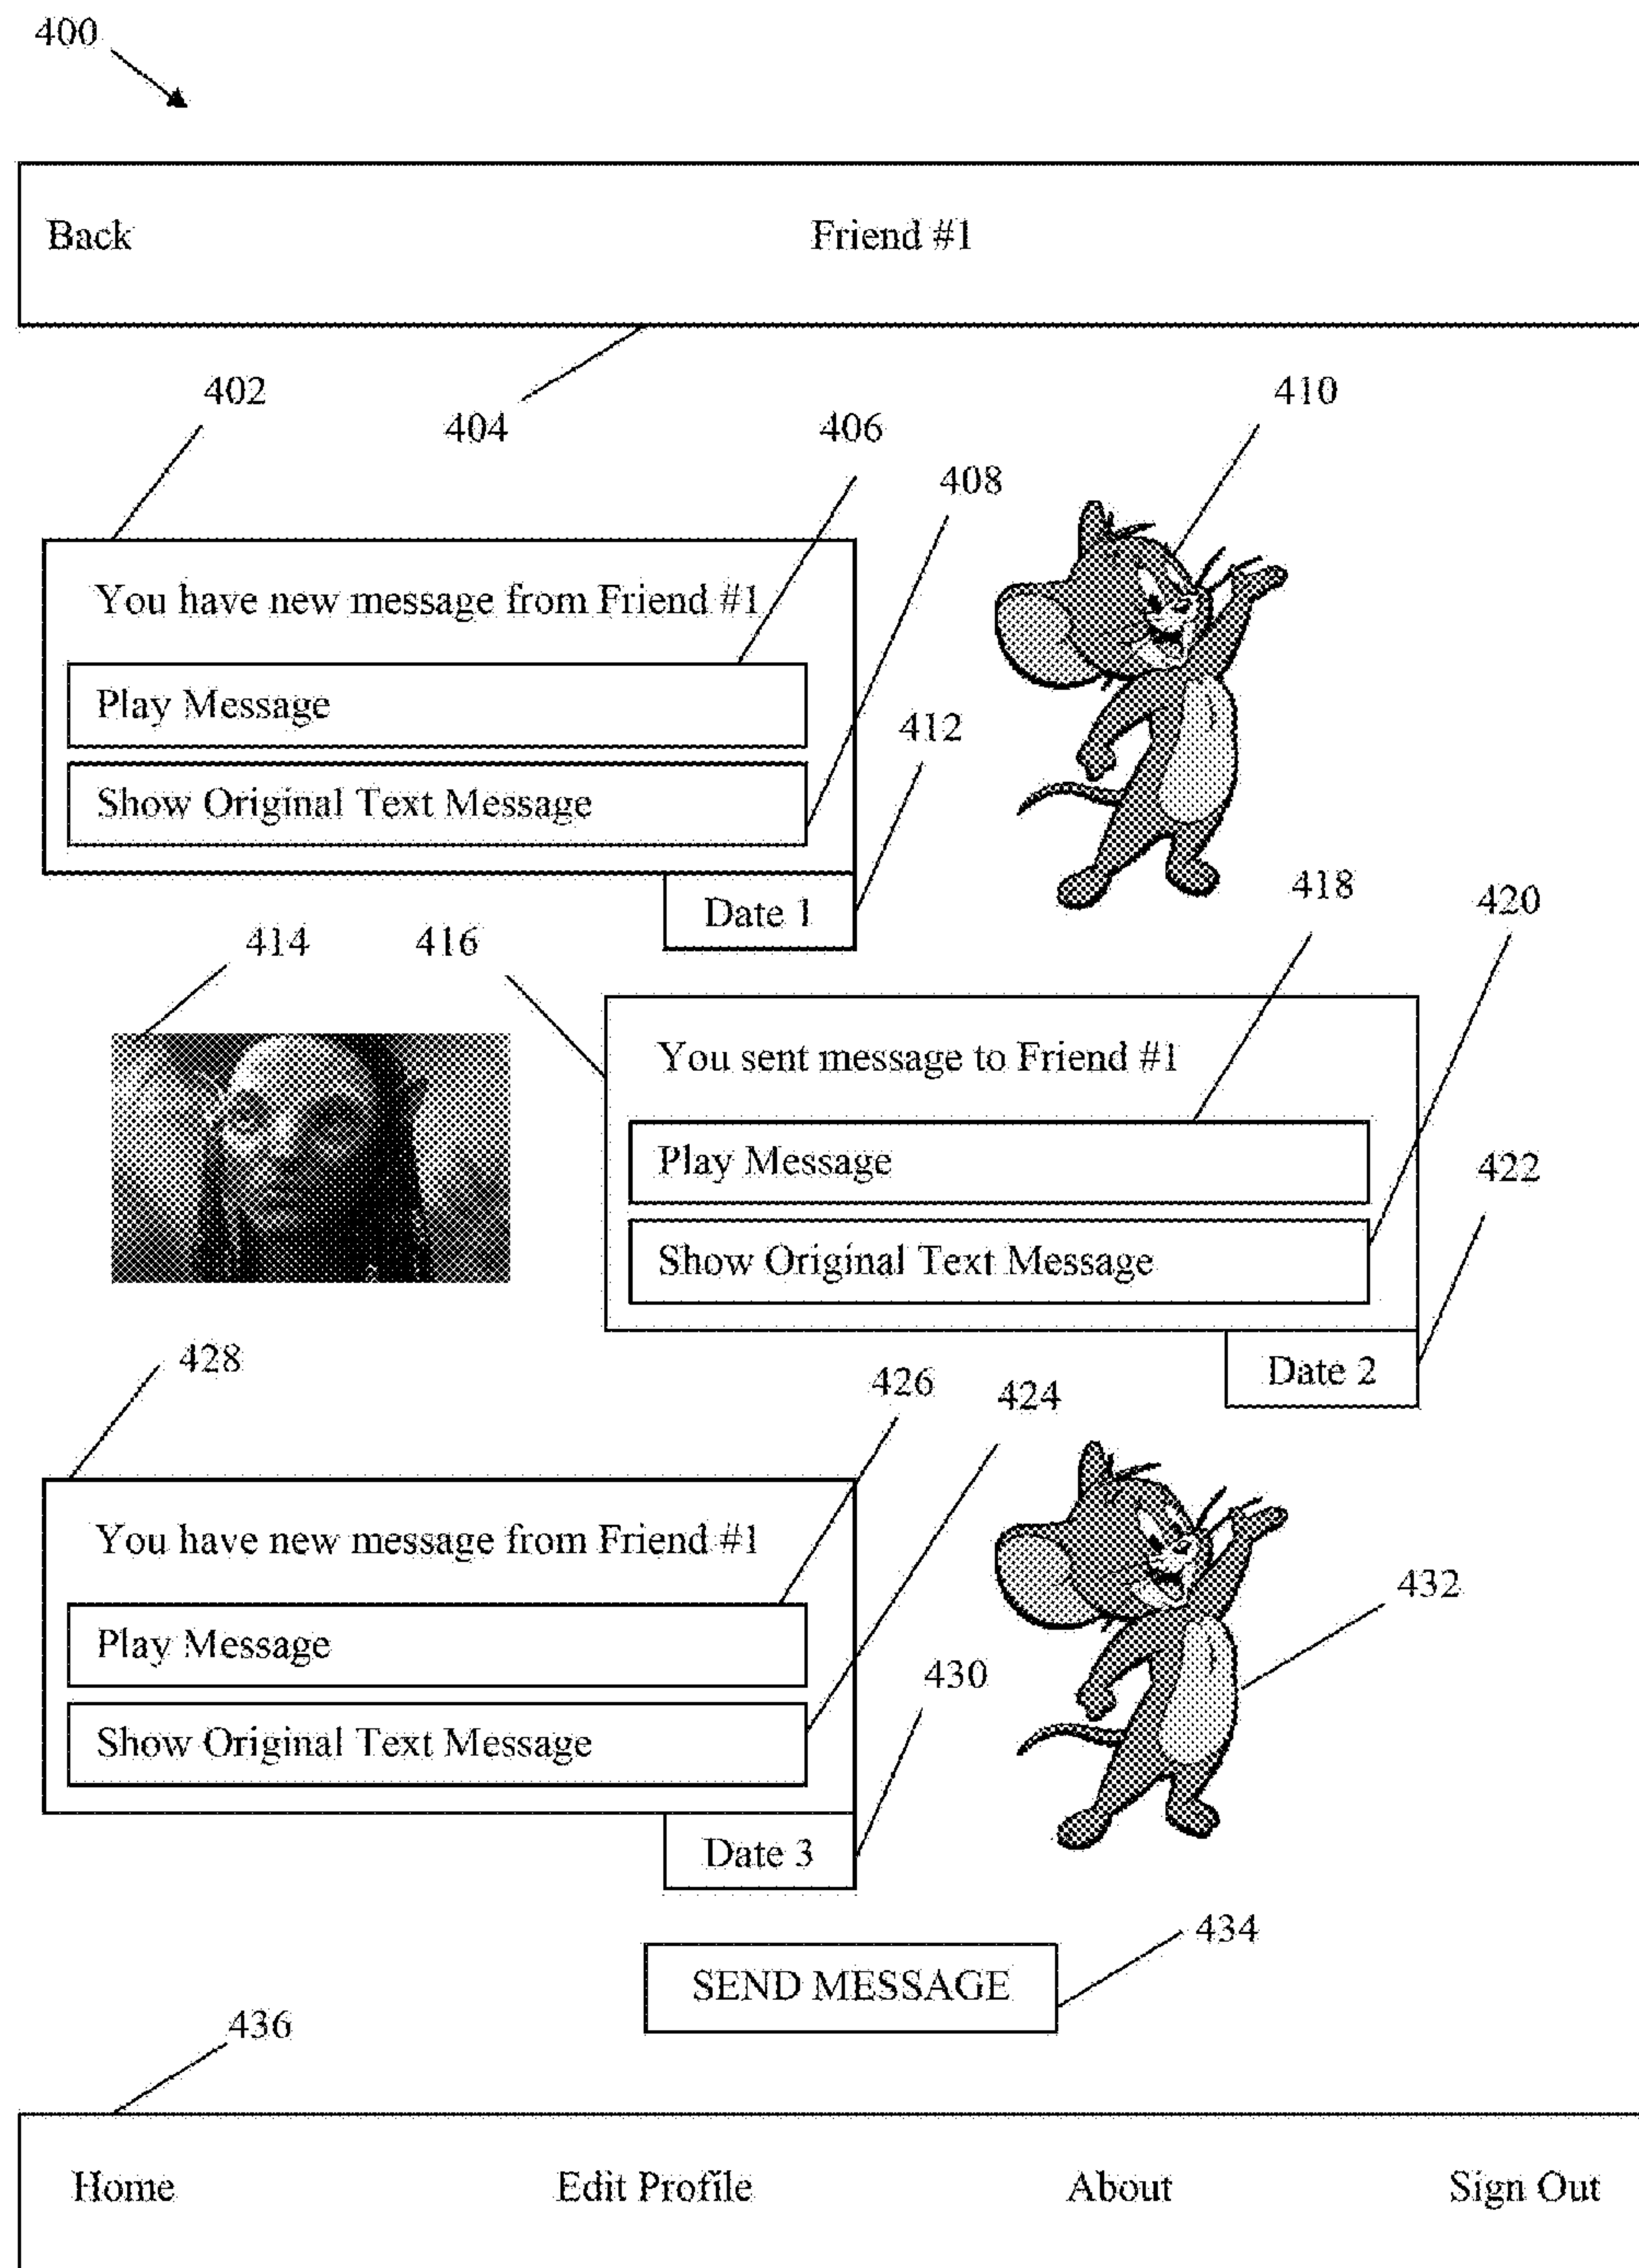 400
Back Friend #1
402
404
406
408
410
You have new message from Friend #1
Play Message
Show Original Text Message
412
Date 1
414
416
418
420
You sent message to Friend #1
Play Message
Show Original Text Message
422
Date 2
428
426
424
You have new message from Friend #1
Play Message
Show Original Text Message
432
430
Date 3
434
SEND MESSAGE
436
Home Edit Profile About Sign Out